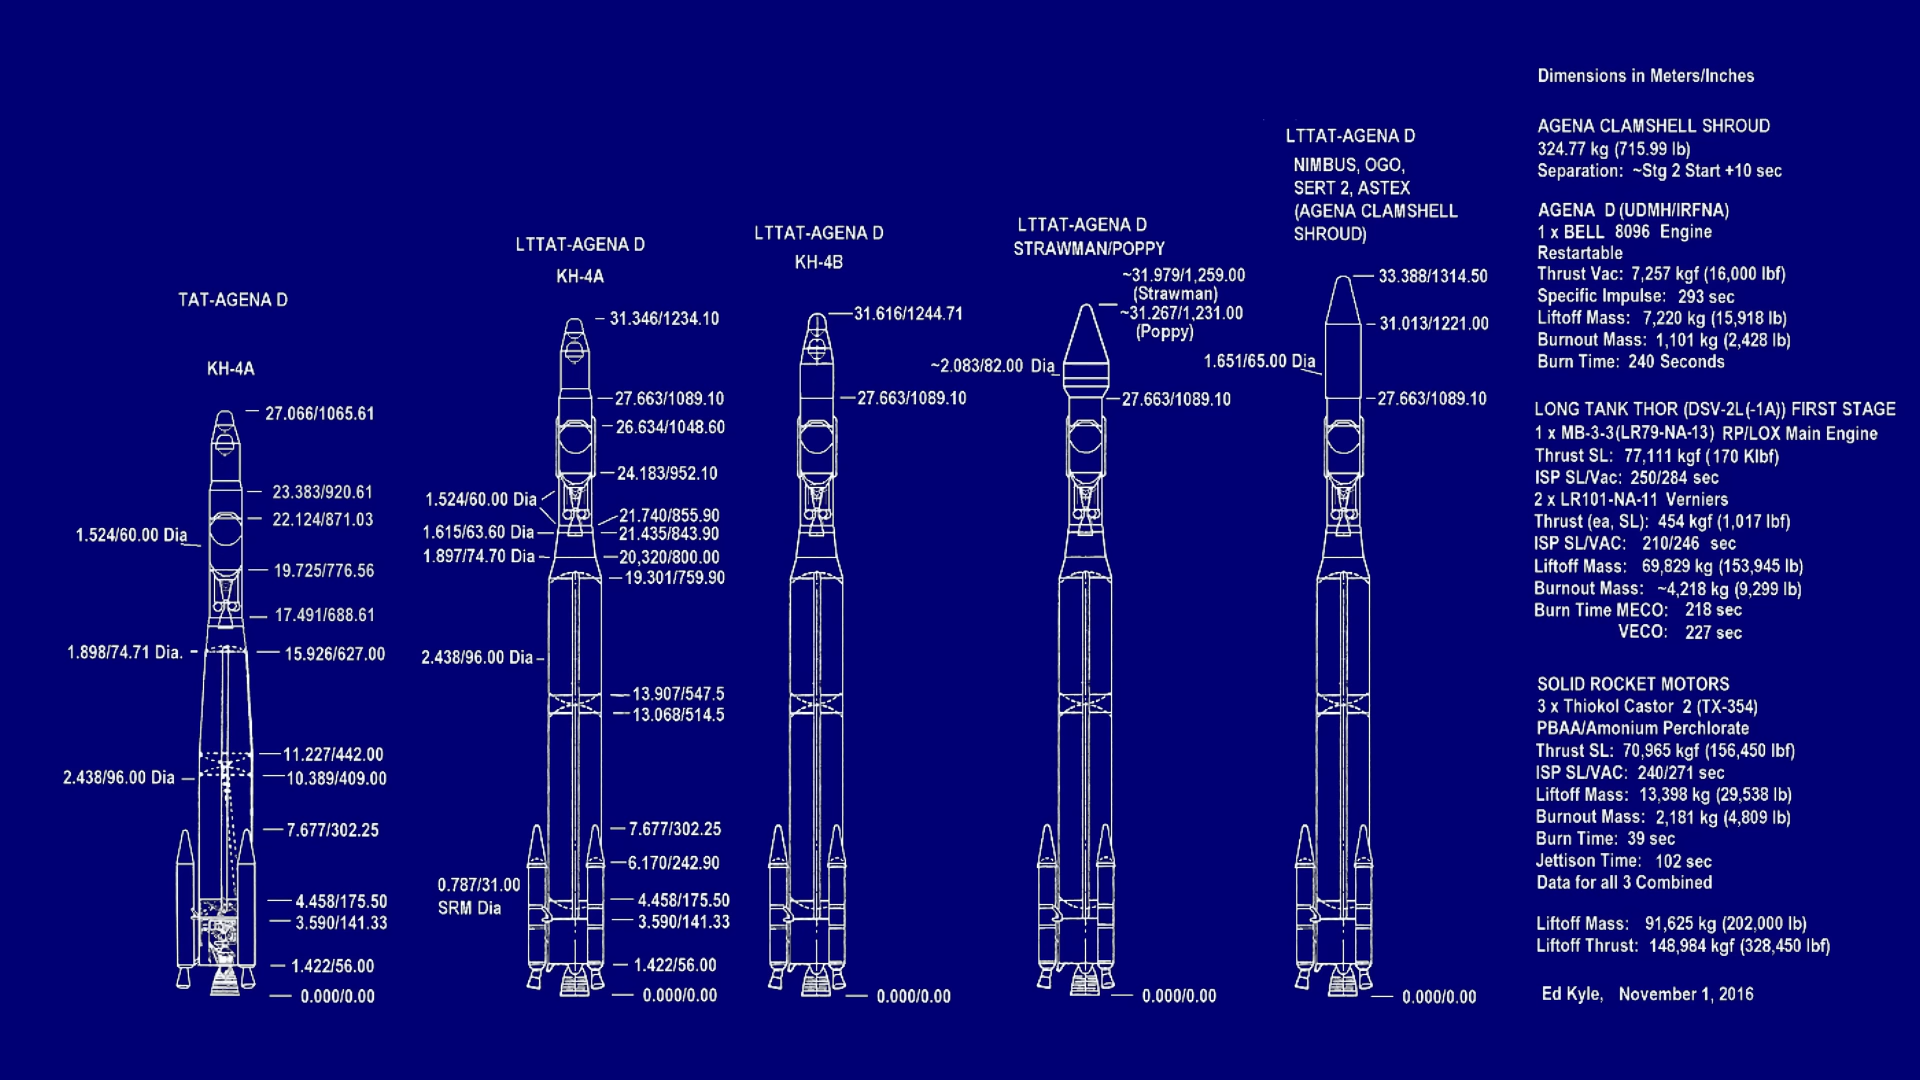 TAT-AGENA D
KH-4A
27.066/1065.61
23.383/920.61
22.124/871.03
1.524/60.00 Dia
19.725/776.56
17.491/688.61
1.898/74.71 Dia.
15.926/627.00
11.227/442.00
2.438/96.00 Dia
10.389/409.00
7.677/302.25
4.458/175.50
3.590/141.33
1.422/56.00
0.000/0.00
LTTAT-AGENA D
KH-4A
31.346/1234.10
27.663/1089.10
26.634/1048.60
24.183/952.10
1.524/60.00 Dia
21.740/855.90
1.615/63.60 Dia
21.435/843.90
1.897/74.70 Dia
20,320/800.00
19.301/759.90
2.438/96.00 Dia
13.907/547.5
13.068/514.5
7.677/302.25
6.170/242.90
0.787/31.00
SRM Dia
4.458/175.50
3.590/141.33
1.422/56.00
0.000/0.00
LTTAT-AGENA D
KH-4B
31.616/1244.71
27.663/1089.10
0.000/0.00
LTTAT-AGENA D
STRAWMAN/POPPY
~31.979/1,259.00
(Strawman)
~31.267/1,231.00
(Poppy)
~2.083/82.00 Dia
27.663/1089.10
0.000/0.00
LTTAT-AGENA D
NIMBUS, OGO,
SERT 2, ASTEX
(AGENA CLAMSHELL
SHROUD)
33.388/1314.50
31.013/1221.00
1.651/65.00 Dia
27.663/1089.10
0.000/0.00
Dimensions in Meters/Inches
AGENA CLAMSHELL SHROUD
324.77 kg (715.99 lb)
Separation: ~Stg 2 Start +10 sec
AGENA D (UDMH/IRFNA)
1 x BELL 8096 Engine
Restartable
Thrust Vac: 7,257 kgf (16,000 lbf)
Specific Impulse: 293 sec
Liftoff Mass: 7,220 kg (15,918 lb)
Burnout Mass: 1,101 kg (2,428 lb)
Burn Time: 240 Seconds
LONG TANK THOR (DSV-2L(-1A)) FIRST STAGE
1 x MB-3-3(LR79-NA-13) RP/LOX Main Engine
Thrust SL: 77,111 kgf (170 Klbf)
ISP SL/Vac: 250/284 sec
2 x LR101-NA-11 Verniers
Thrust (ea, SL): 454 kgf (1,017 lbf)
ISP SL/VAC: 210/246 sec
Liftoff Mass: 69,829 kg (153,945 lb)
Burnout Mass: ~4,218 kg (9,299 lb)
Burn Time MECO: 218 sec
VECO: 227 sec
SOLID ROCKET MOTORS
3 x Thiokol Castor 2 (TX-354)
PBAA/Amonium Perchlorate
Thrust SL: 70,965 kgf (156,450 lbf)
ISP SL/VAC: 240/271 sec
Liftoff Mass: 13,398 kg (29,538 lb)
Burnout Mass: 2,181 kg (4,809 lb)
Burn Time: 39 sec
Jettison Time: 102 sec
Data for all 3 Combined
Liftoff Mass: 91,625 kg (202,000 lb)
Liftoff Thrust: 148,984 kgf (328,450 lbf)
Ed Kyle, November 1, 2016